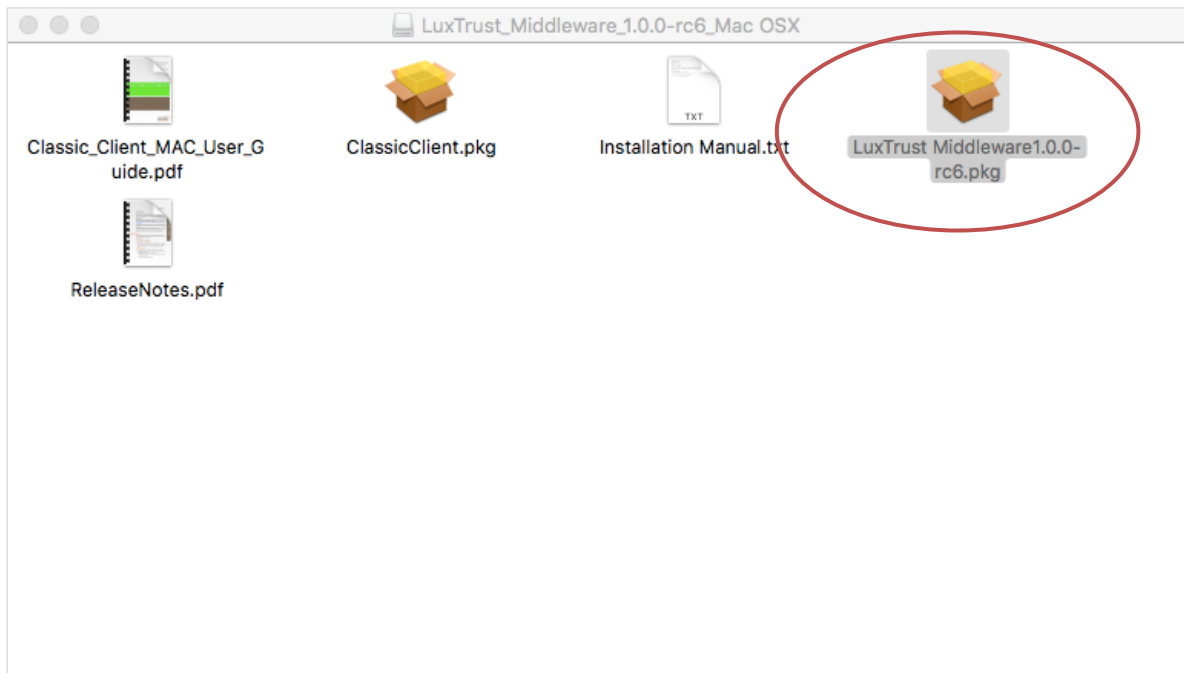 LuxTrust_Middleware_1.0.0-rc6_Mac OSX
Classic_Client_MAC_User_G
uide.pdf
ClassicClient.pkg
TXT
Installation Manual.txt
LuxTrust Middleware1.0.0-
rc6.pkg
ReleaseNotes.pdf